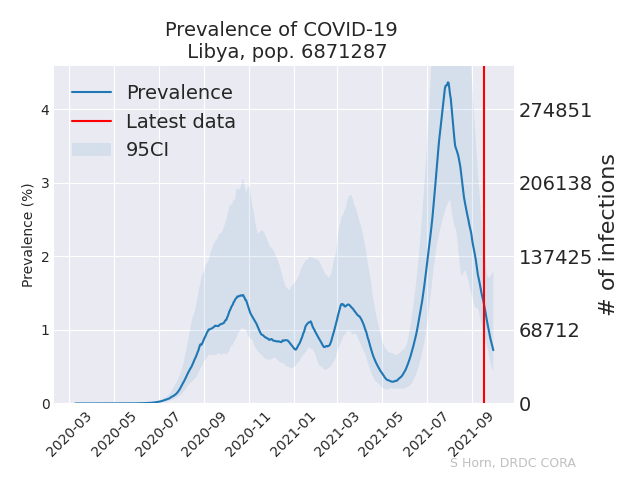 Prevalence of COVID-19
Libya, pop. 6871287
Prevalence
Latest data
95CI
Prevalence (%)
4
3
2
1
0
274851
206138
137425
68712
0
# of infections
2020-03
2020-05
2020-07
2020-09
2020-11
2021-01
2021-03
2021-05
2021-07
2021-09
S Horn, DRDC CORA